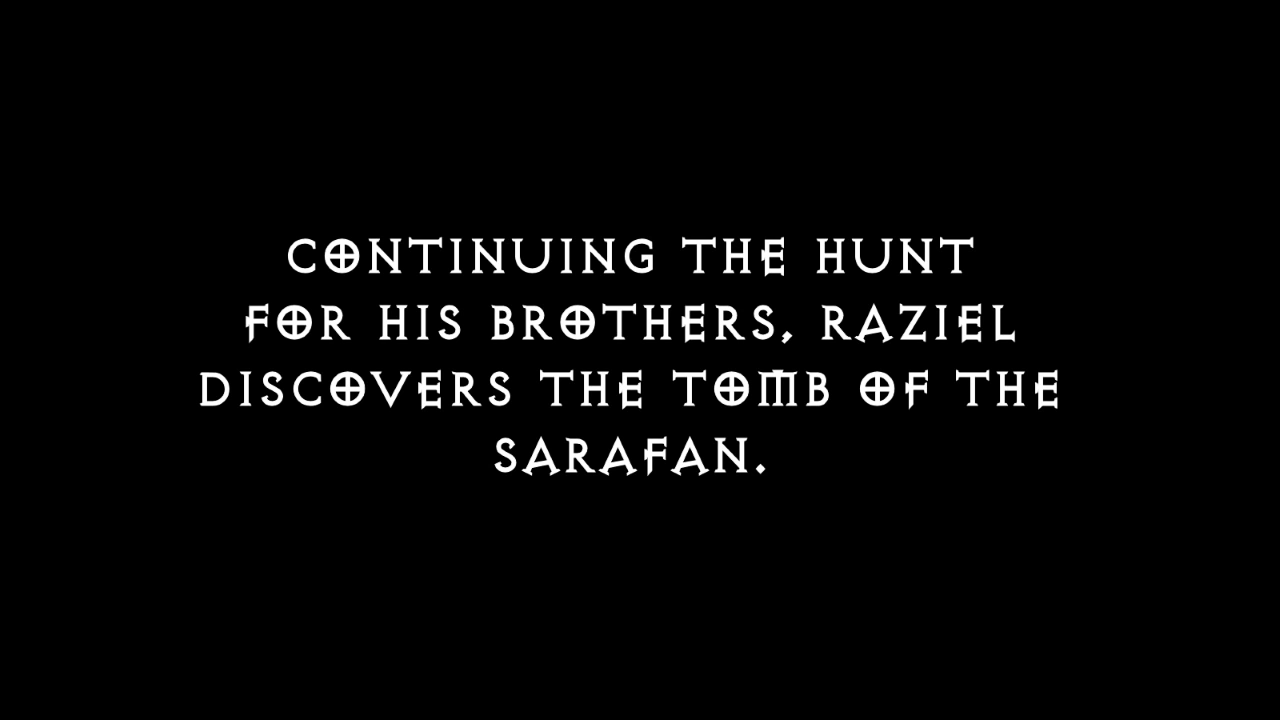 CONTINUING THE HUNT
FOR HIS BROTHERS, RAZIEL
DISCOVERS THE TOMB OF THE
SARAFAN.